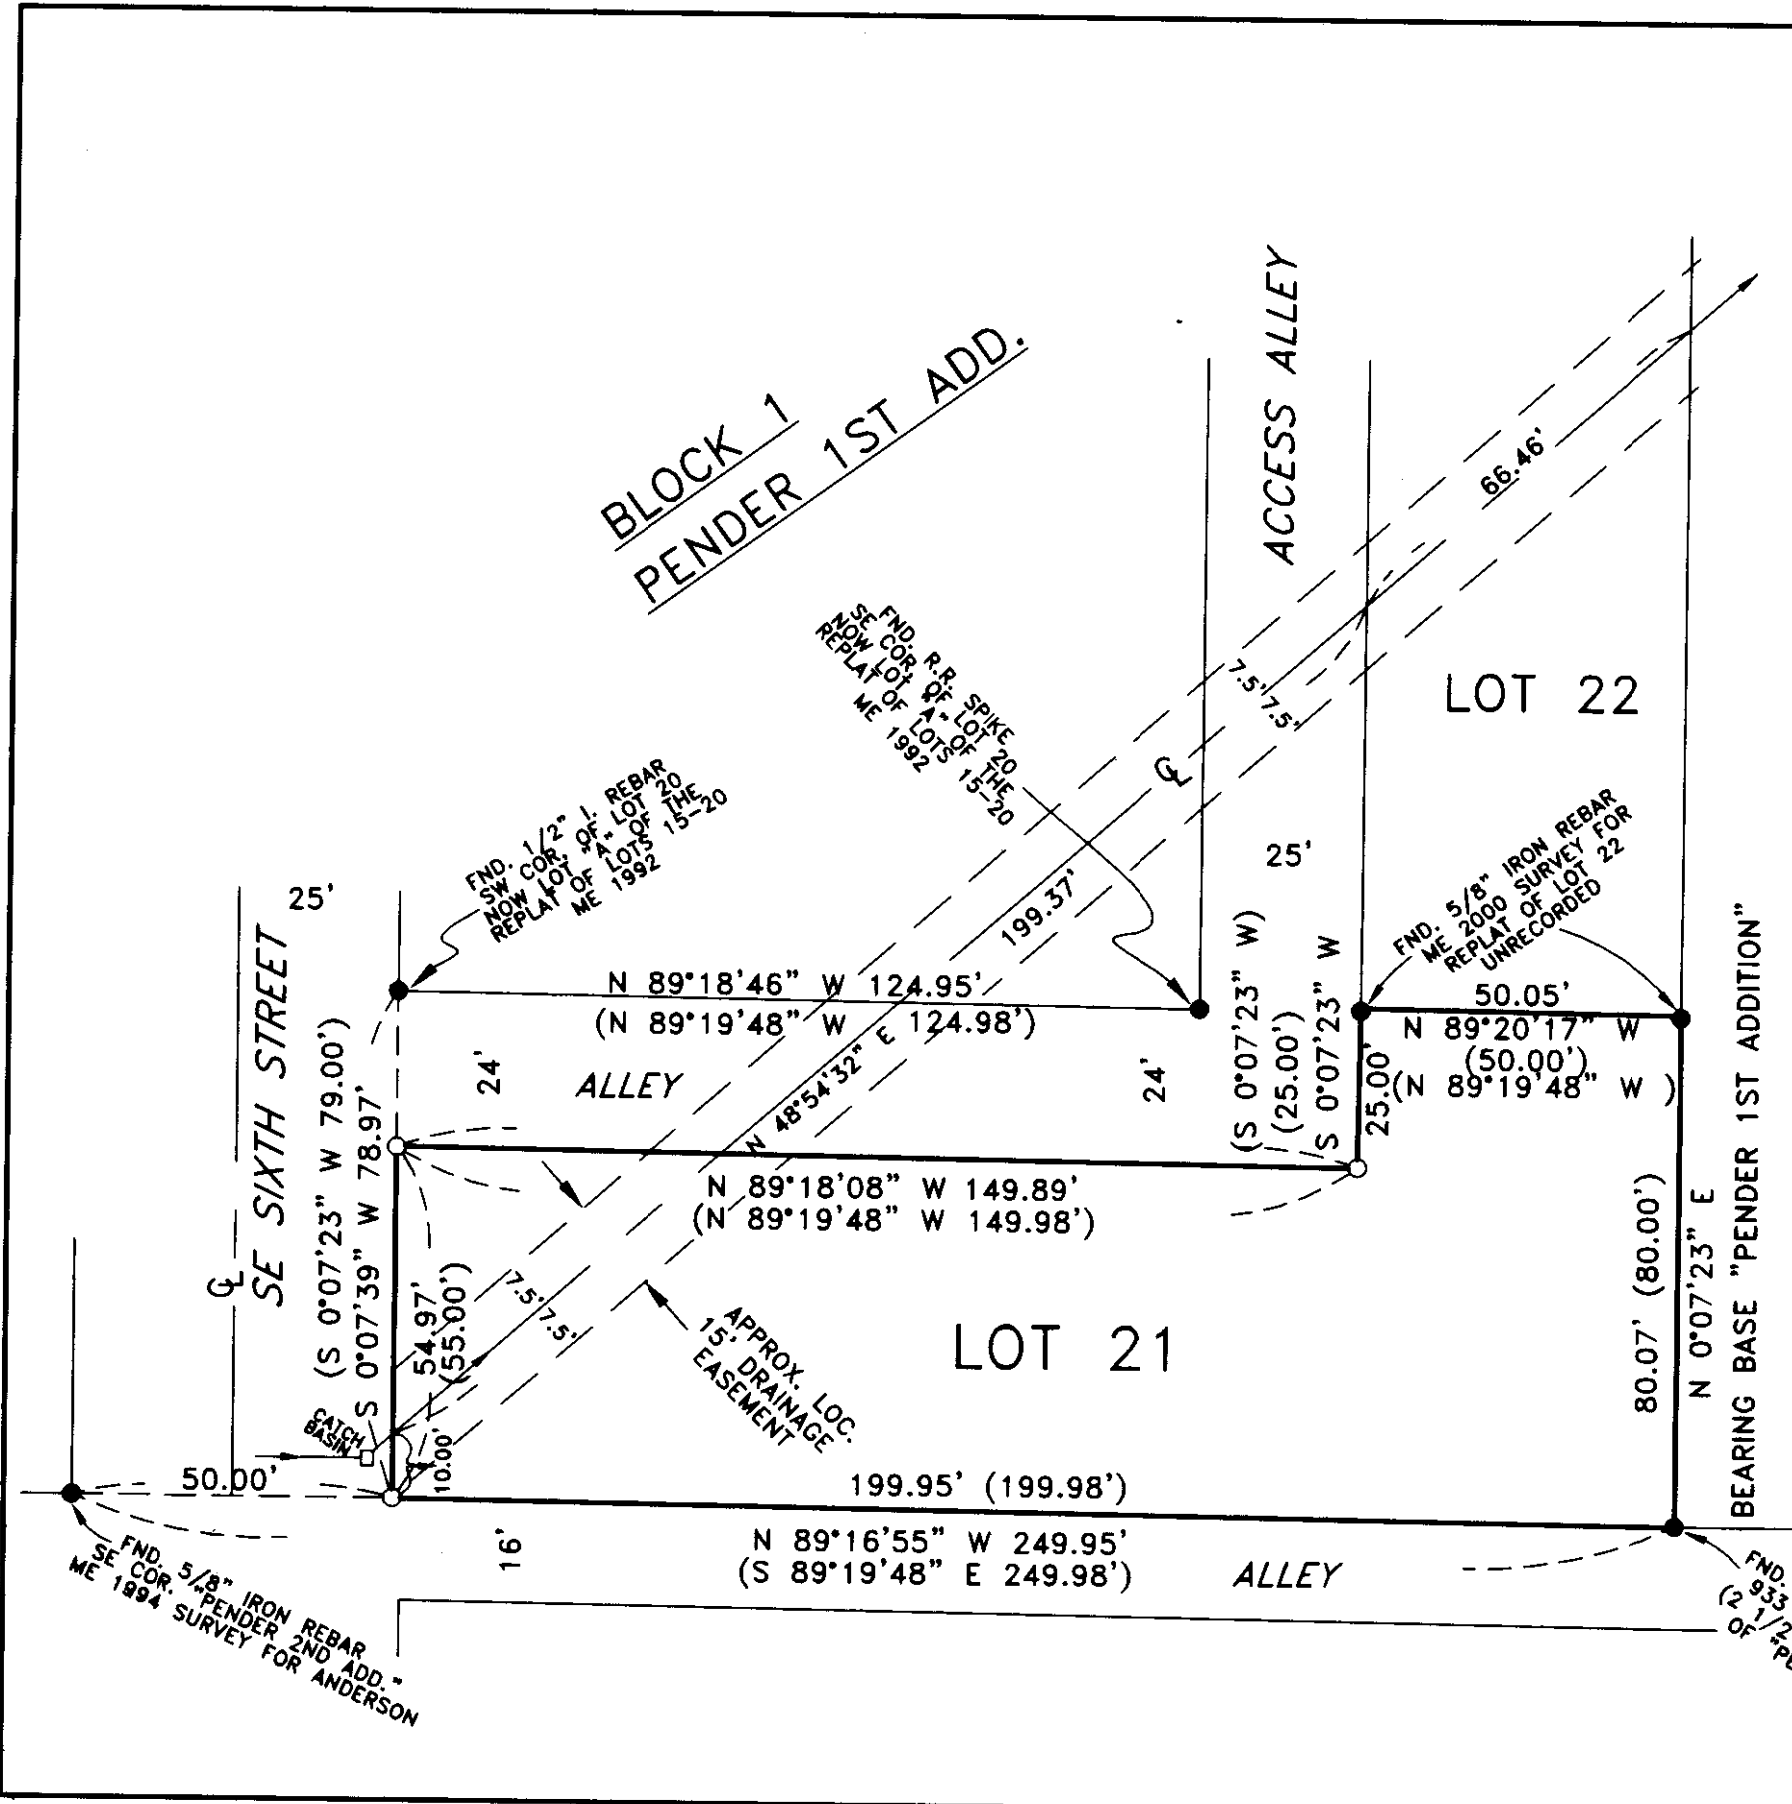 BLOCK 1
PENDER 1ST ADD.
ACCESS ALLEY
66.46'
LOT 22
7.5' 7.5'
FND. R.R. SPIKE
SE COR. OF LOT 20
NOW LOT "A" OF THE
REPLAT OF LOTS 15-20
ME 1992
FND. 1/2" I. REBAR
SW COR. OF LOT 20
NOW LOT "A" OF THE
REPLAT OF LOTS 15-20
ME 1992
FND. 5/8" IRON REBAR
ME 2000 SURVEY FOR
REPLAT OF LOT 22
UNRECORDED
25'
25'
199.37'
N 48°54'32" E
N 89°18'46" W 124.95'
(N 89°19'48" W 124.98')
24'
ALLEY
24'
(S 0°07'23" W)
(25.00')
S 0°07'23" W
25.00'
50.05'
N 89°20'17" W
(50.00')
(N 89°19'48" W )
SE SIXTH STREET
(S 0°07'23" W 79.00')
S 0°07'39" W 78.97'
N 89°18'08" W 149.89'
(N 89°19'48" W 149.98')
54.97'
(55.00')
7.5' 7.5'
APPROX. LOC.
15' DRAINAGE
EASEMENT
LOT 21
80.07' (80.00')
N 0°07'23" E
BEARING BASE "PENDER 1ST ADDITION"
CATCH
BASIN
10.00'
50.00'
199.95' (199.98')
N 89°16'55" W 249.95'
(S 89°19'48" E 249.98')
16'
ALLEY
FND. 5/8" IRON REBAR
SE COR. "PENDER 2ND ADD."
ME 1994 SURVEY FOR ANDERSON
FND.
933
(2 1/2
OF "PE